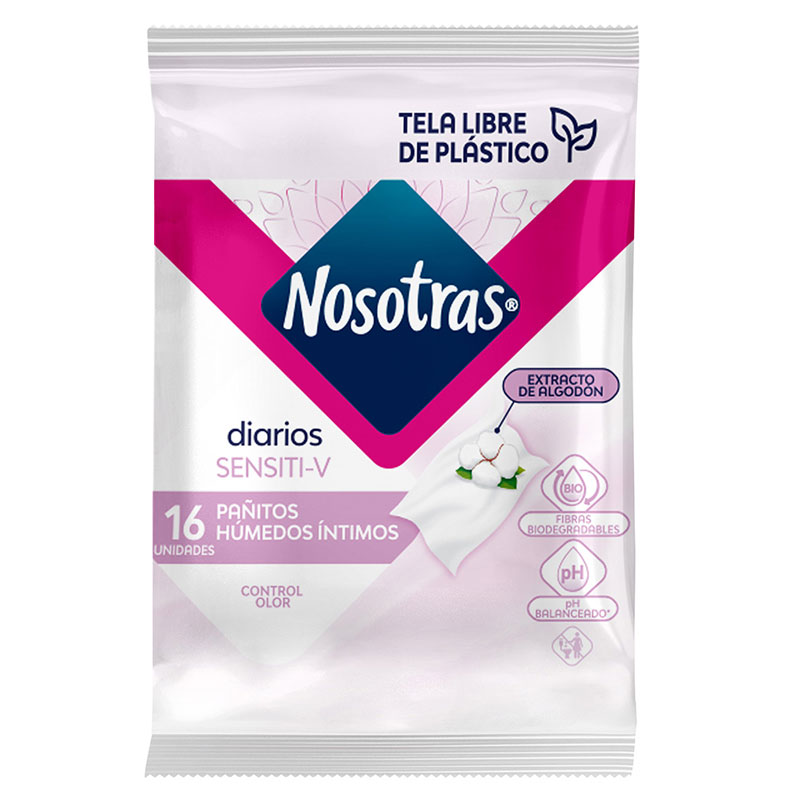 TELA LIBRE
DE PLÁSTICO
Nosotras®
EXTRACTO
DE ALGODÓN
diarios
SENSITI-V
16
UNIDADES
PAÑITOS
HÚMEDOS ÍNTIMOS
BIO
FIBRAS
BIODEGRADABLES
CONTROL
OLOR
pH
pH
BALANCEADO*